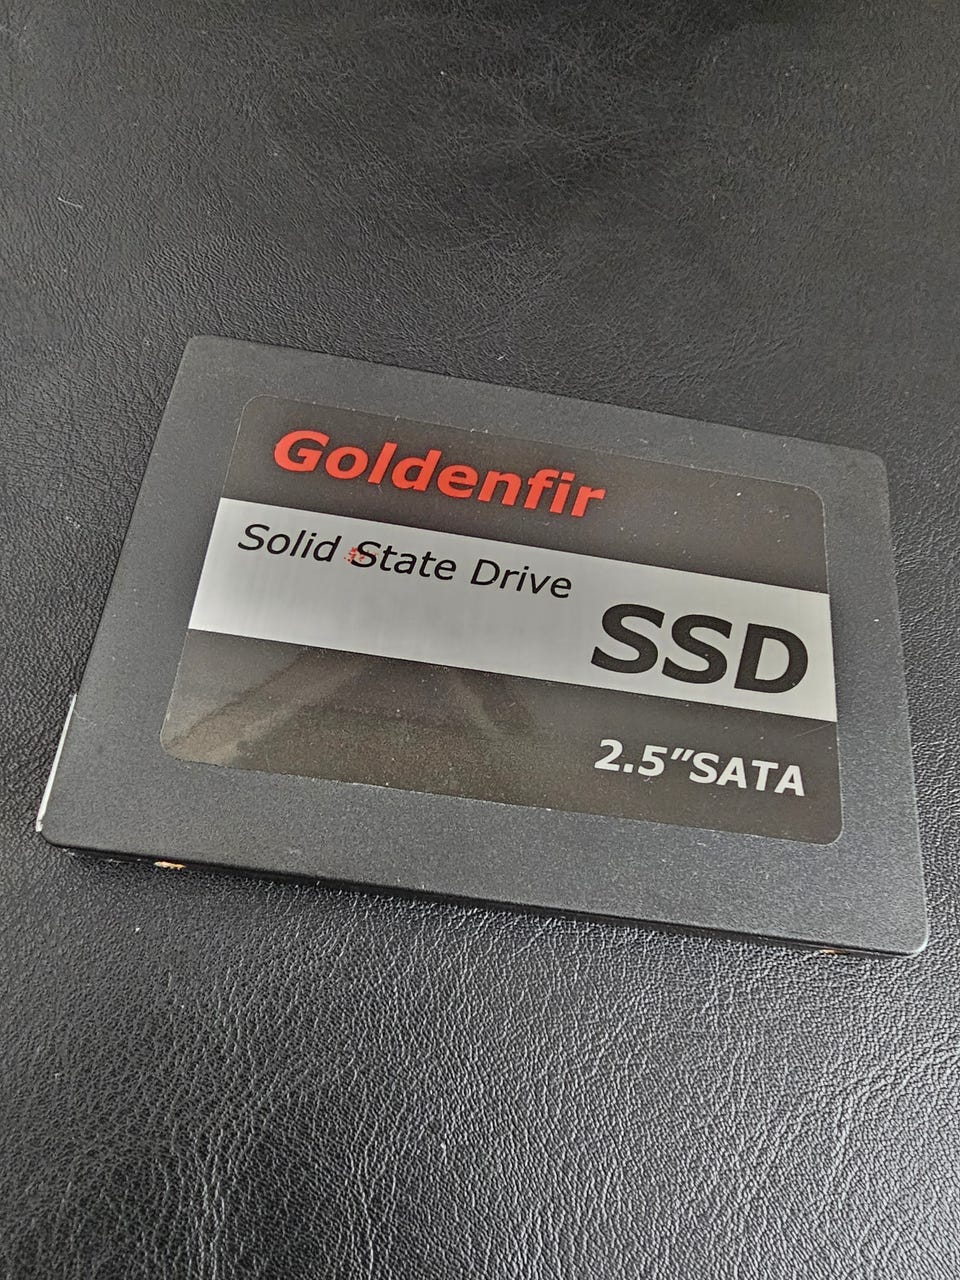 Goldenfir
Solid State Drive
SSD
2.5"SATA